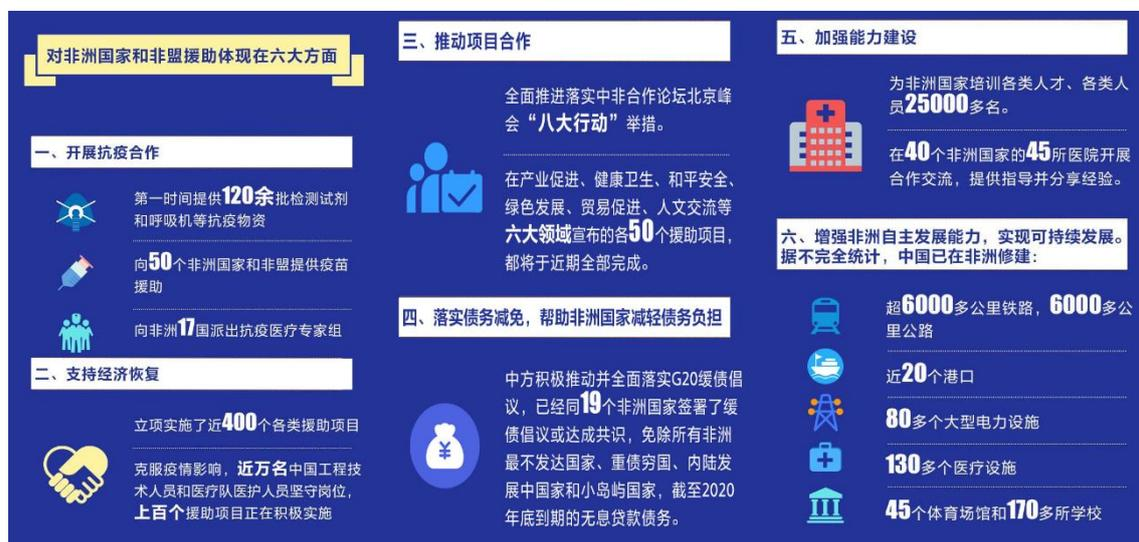 对非洲国家和非盟援助体现在六大方面
一、开展抗疫合作
第一时间提供120余批检测试剂
和呼吸机等抗疫物资
向50个非洲国家和非盟提供疫苗
援助
向非洲17国派出抗疫医疗专家组
二、支持经济恢复
立项实施了近400个各类援助项目
克服疫情影响，近万名中国工程技
术人员和医疗队医护人员坚守岗位，
上百个援助项目正在积极实施
三、推动项目合作
全面推进落实中非合作论坛北京峰
会“八大行动”举措。
在产业促进、健康卫生、和平安全、
绿色发展、贸易促进、人文交流等
六大领域宣布的各50个援助项目，
都将于近期全部完成。
四、落实债务减免，帮助非洲国家减轻债务负担
中方积极推动并全面落实G20缓债倡
议，已经同19个非洲国家签署了缓
债倡议或达成共识，免除所有非洲
最不发达国家、重债穷国、内陆发
展中国家和小岛屿国家，截至2020
年底到期的无息贷款债务。
五、加强能力建设
为非洲国家培训各类人才、各类人
员25000多名。
在40个非洲国家的45所医院开展
合作交流，提供指导并分享经验。
六、增强非洲自主发展能力，实现可持续发展。
据不完全统计，中国已在非洲修建：
超6000多公里铁路，6000多公
里公路
近20个港口
80多个大型电力设施
130多个医疗设施
45个体育场馆和170多所学校